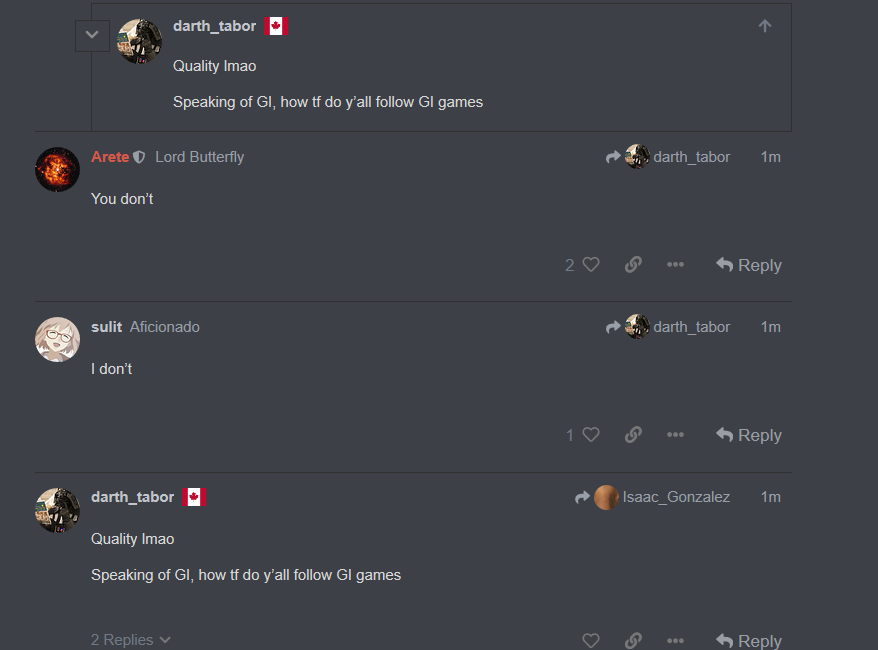 darth_tabor
Quality lmao
Speaking of GI, how tf do y’all follow GI games
Arete Lord Butterfly darth_tabor 1m
You don’t
2 Reply
sulit Aficionado darth_tabor 1m
I don’t
1 Reply
darth_tabor Isaac_Gonzalez 1m
Quality lmao
Speaking of GI, how tf do y’all follow GI games
2 Replies Reply